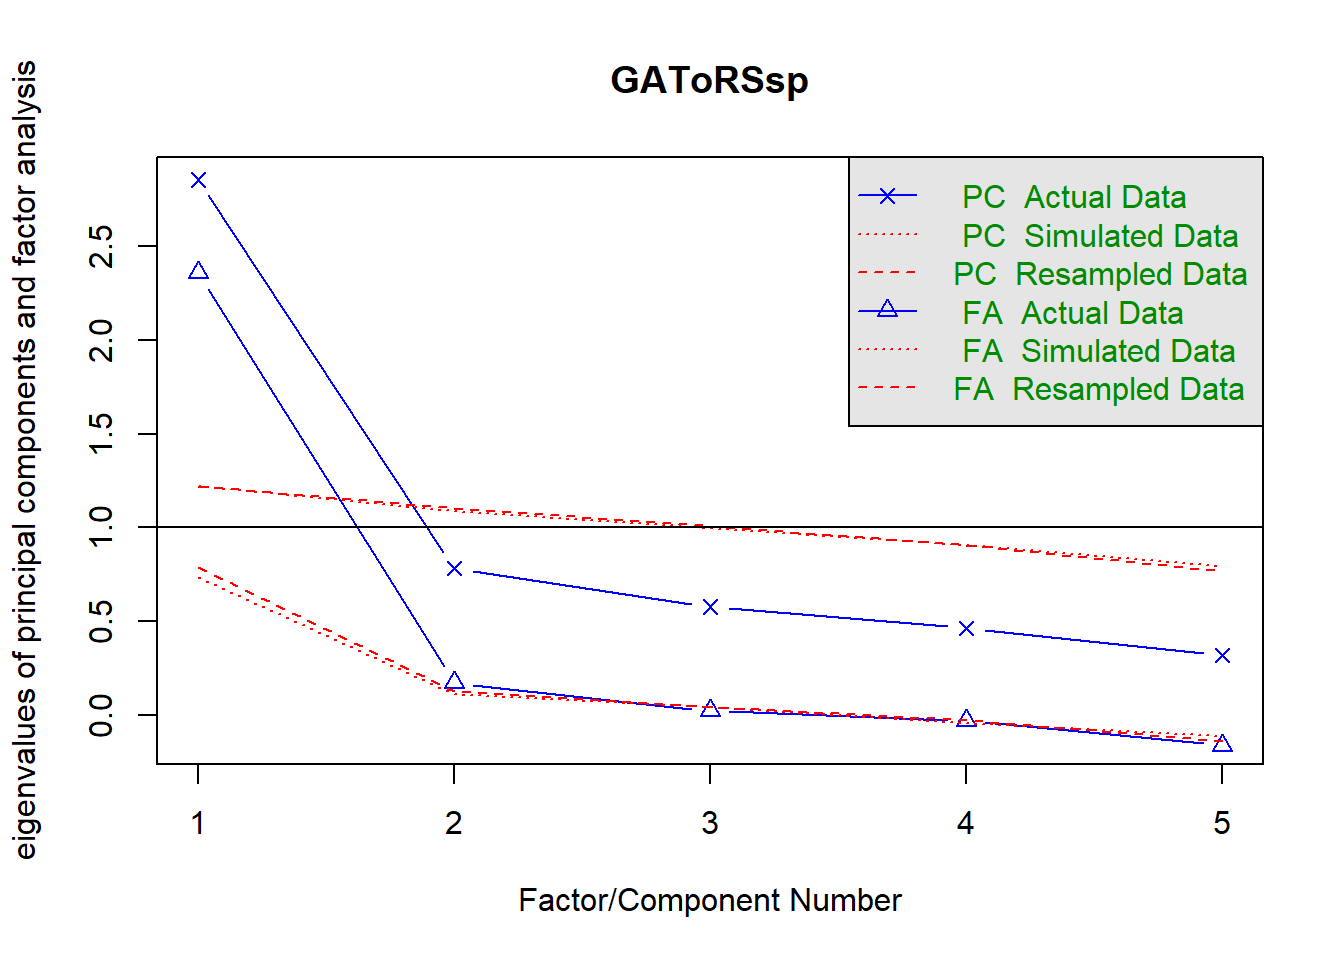 GAToRSsp
eigenvalues of principal components and factor analysis
2.5
2.0
1.5
1.0
0.5
0.0
PC Actual Data
PC Simulated Data
PC Resampled Data
FA Actual Data
FA Simulated Data
FA Resampled Data
1 2 3 4 5
Factor/Component Number